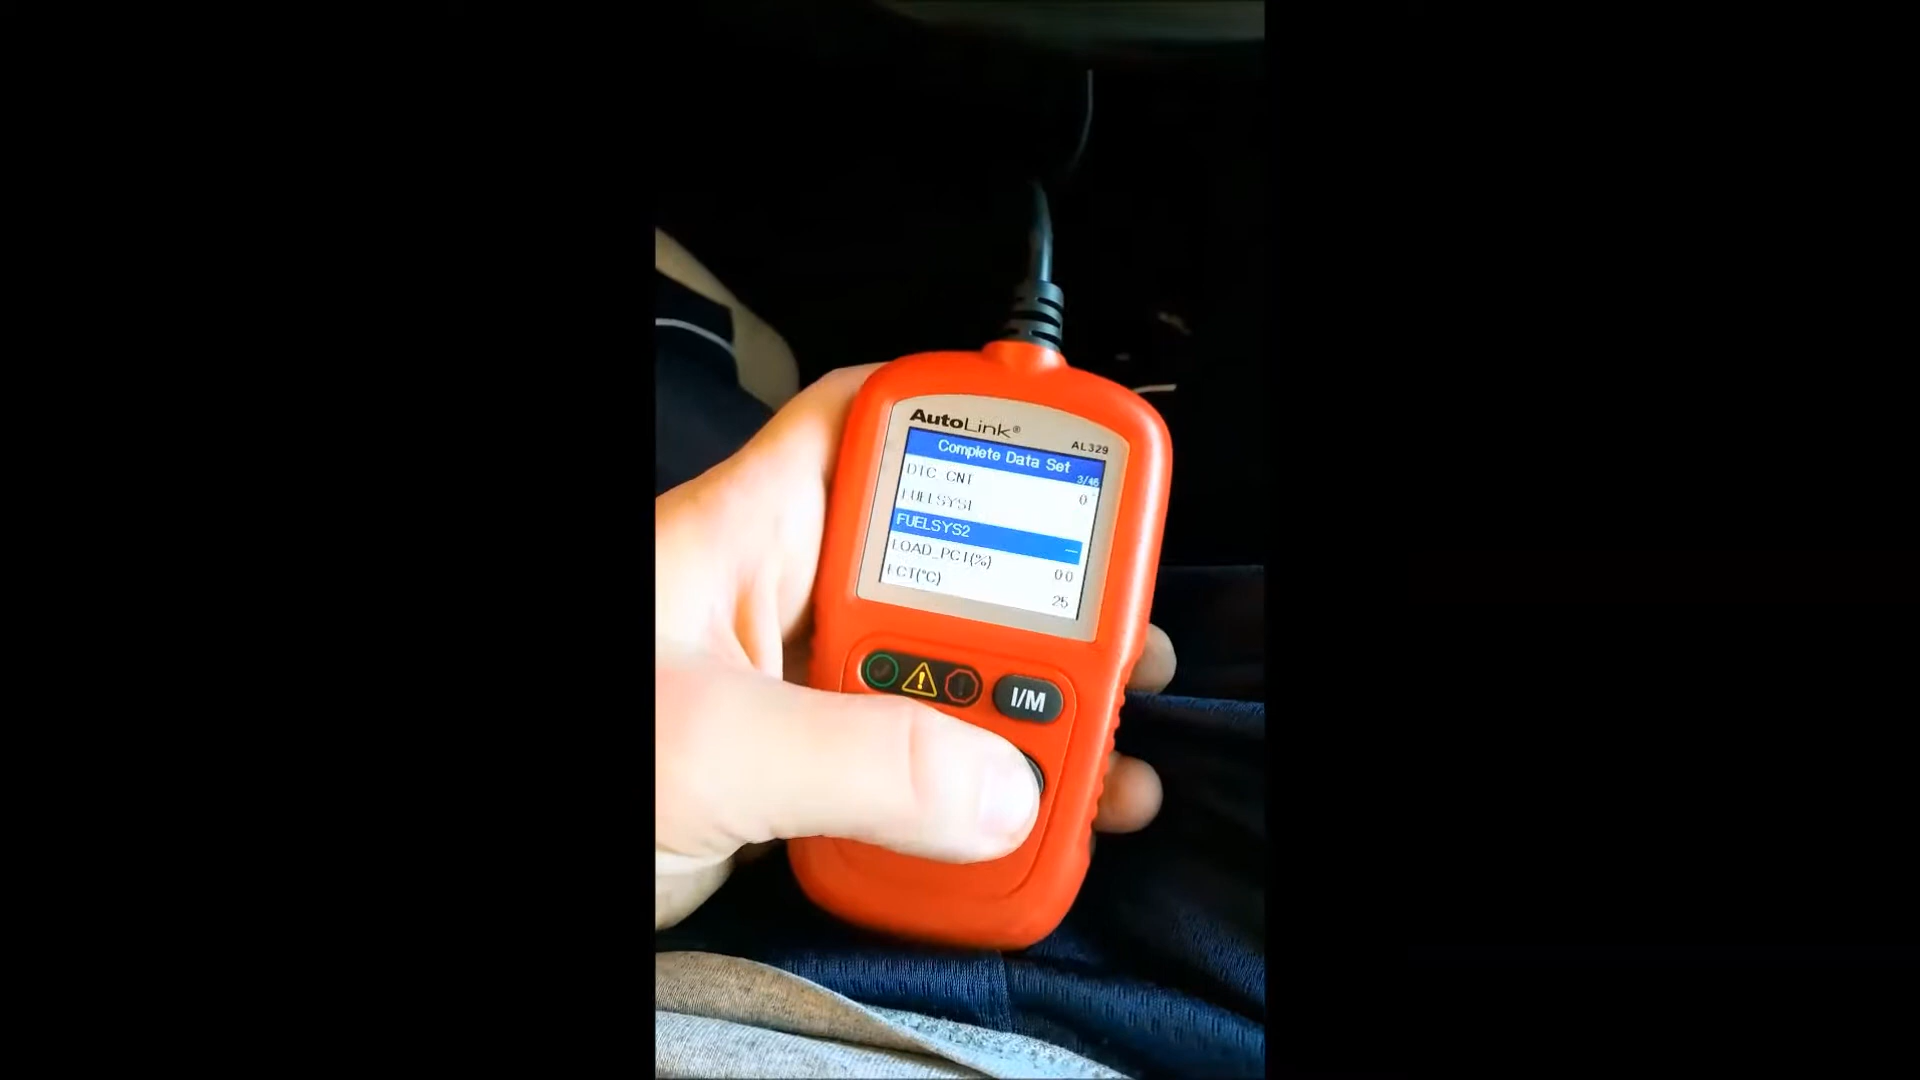 AutoLink®
AL329
Complete Data Set
3/46
DTC_CNT 0
FUELSYS1
FUELSYS2 —
LOAD_PCT(%) 0.0
ECT(°C) 25
I/M